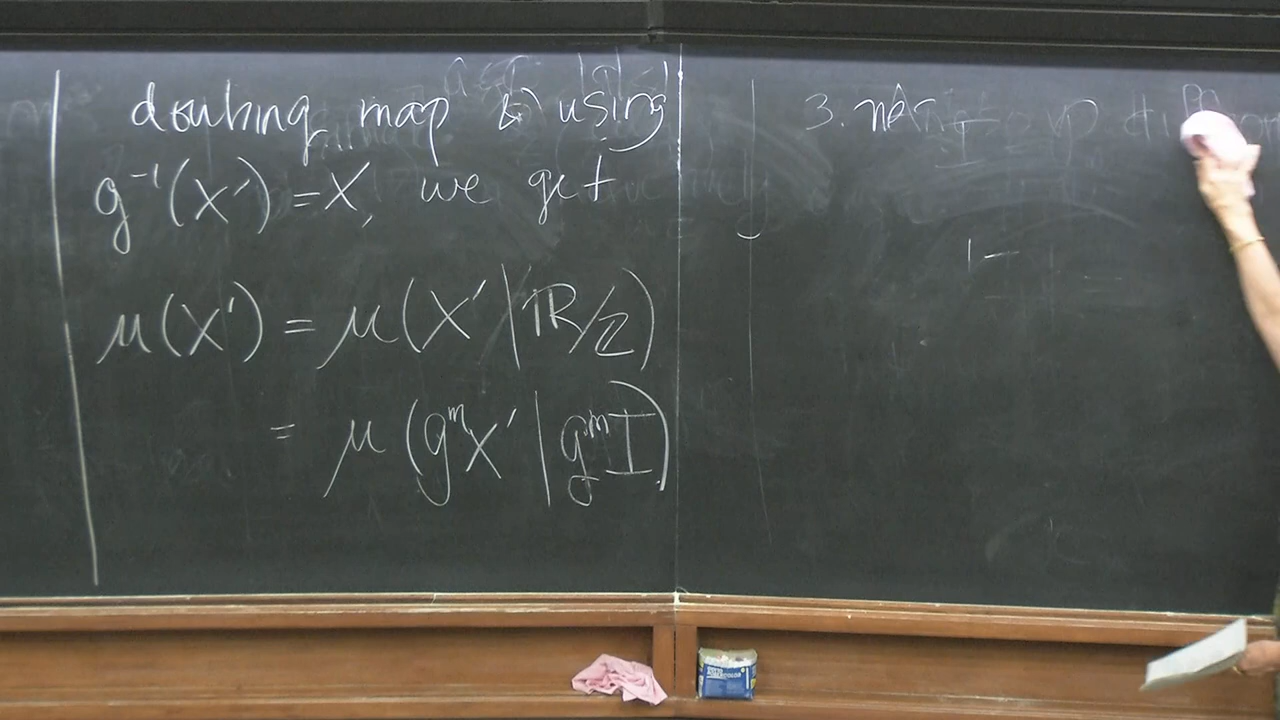 doubling map & using
g⁻¹(X') = X, we get
μ(X') = μ(X' | ℝ/ℤ)
= μ(gᵐX' | gᵐI)
3.